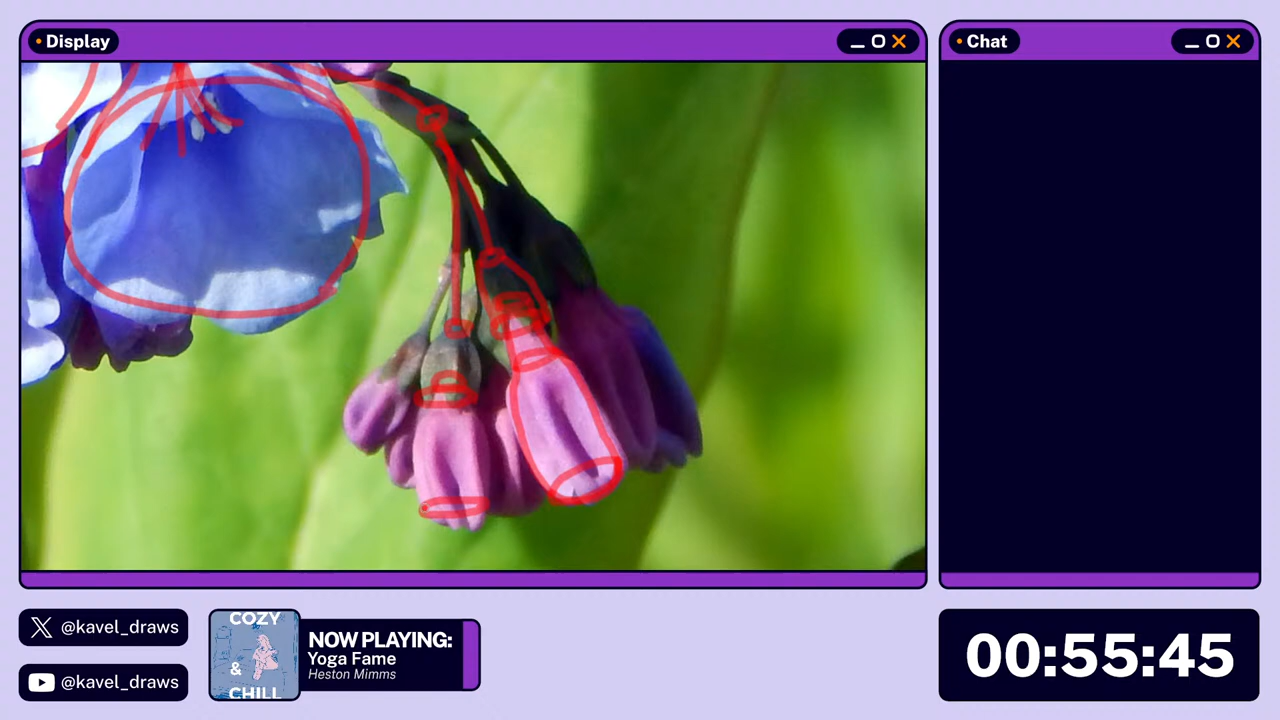 Display
Chat
@kavel_draws
@kavel_draws
COZY
&
CHILL
NOW PLAYING:
Yoga Fame
Heston Mimms
00:55:45